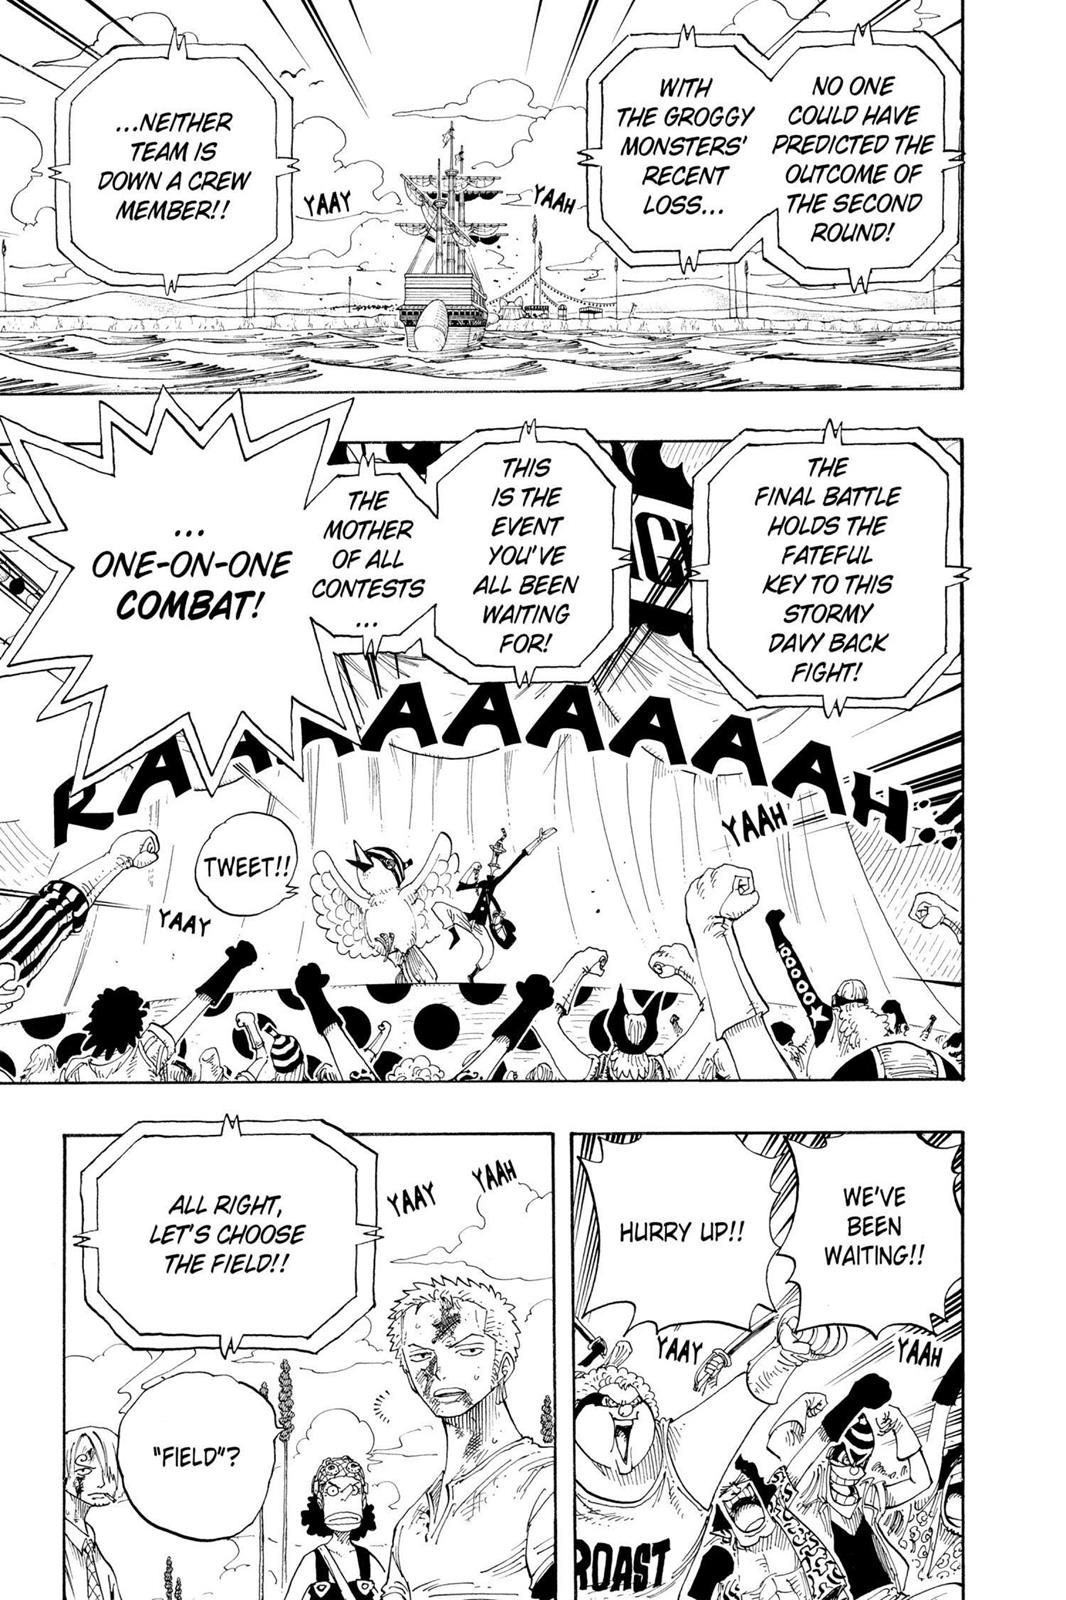 NO ONE
COULD HAVE
PREDICTED THE
OUTCOME OF
THE SECOND
ROUND!
WITH
THE GROGGY
MONSTERS'
RECENT
LOSS...
YAAH
YAAY
...NEITHER
TEAM IS
DOWN A CREW
MEMBER!!
THE
FINAL BATTLE
HOLDS THE
FATEFUL
KEY TO THIS
STORMY
DAVY BACK
FIGHT!
THIS
IS THE
EVENT
YOU'VE
ALL BEEN
WAITING
FOR!
THE
MOTHER
OF ALL
CONTESTS
...
...
ONE-ON-ONE
COMBAT!
RAAAAAAAAAAAH
YAAH
TWEET!!
YAAY
WE'VE
BEEN
WAITING!!
HURRY UP!!
YAAH
YAAY
ROAST
ALL RIGHT,
LET'S CHOOSE
THE FIELD!!
YAAH
YAAY
"FIELD"?